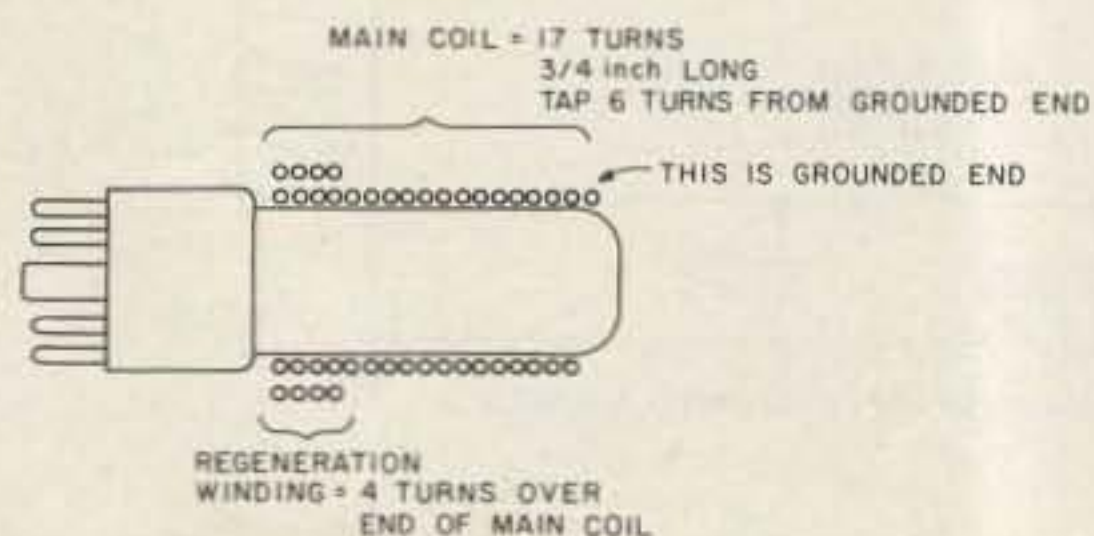 MAIN COIL = 17 TURNS
3/4 inch LONG
TAP 6 TURNS FROM GROUNDED END
THIS IS GROUNDED END
REGENERATION
WINDING = 4 TURNS OVER
END OF MAIN COIL